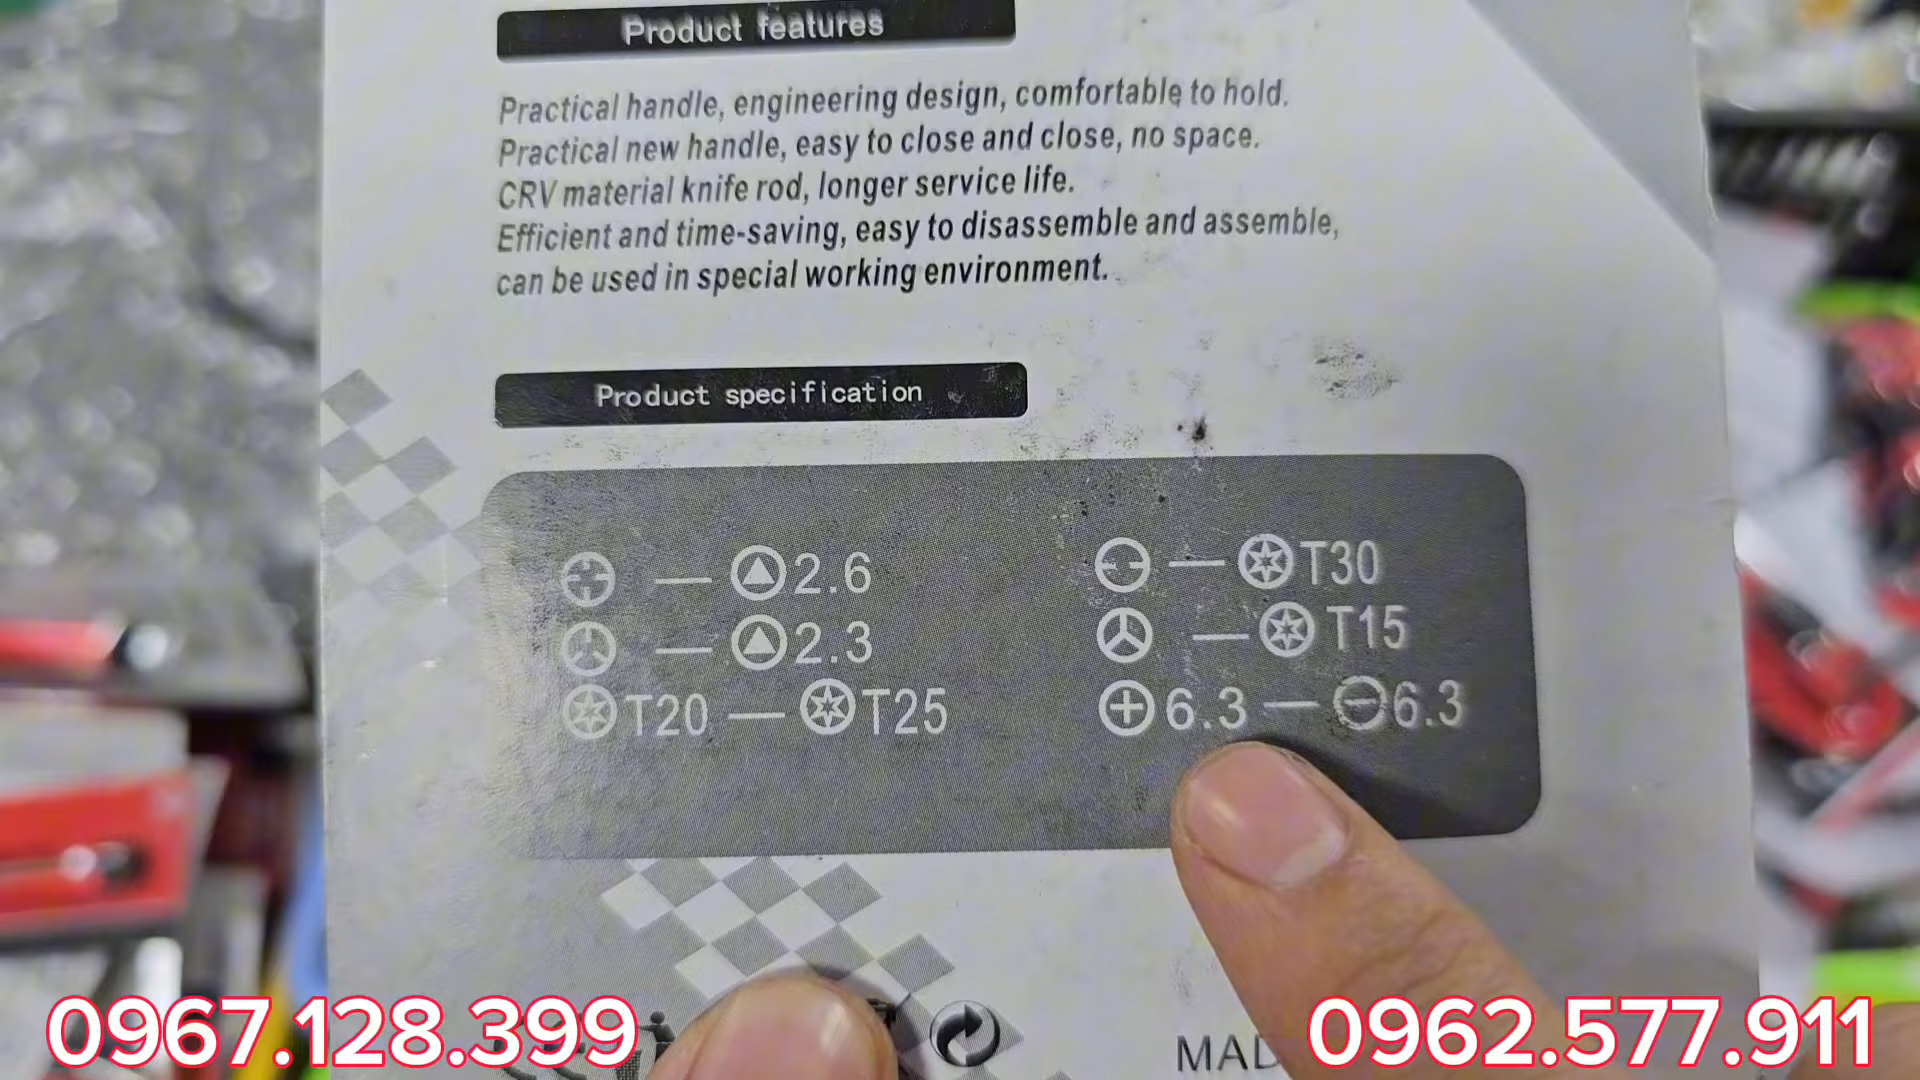 Product features
Practical handle, engineering design, comfortable to hold.
Practical new handle, easy to close and close, no space.
CRV material knife rod, longer service life.
Efficient and time-saving, easy to disassemble and assemble,
can be used in special working environment.
Product specification
— 2.6
— 2.3
T20 — T25
— T30
— T15
6.3 — 6.3
0967.128.399
0962.577.911